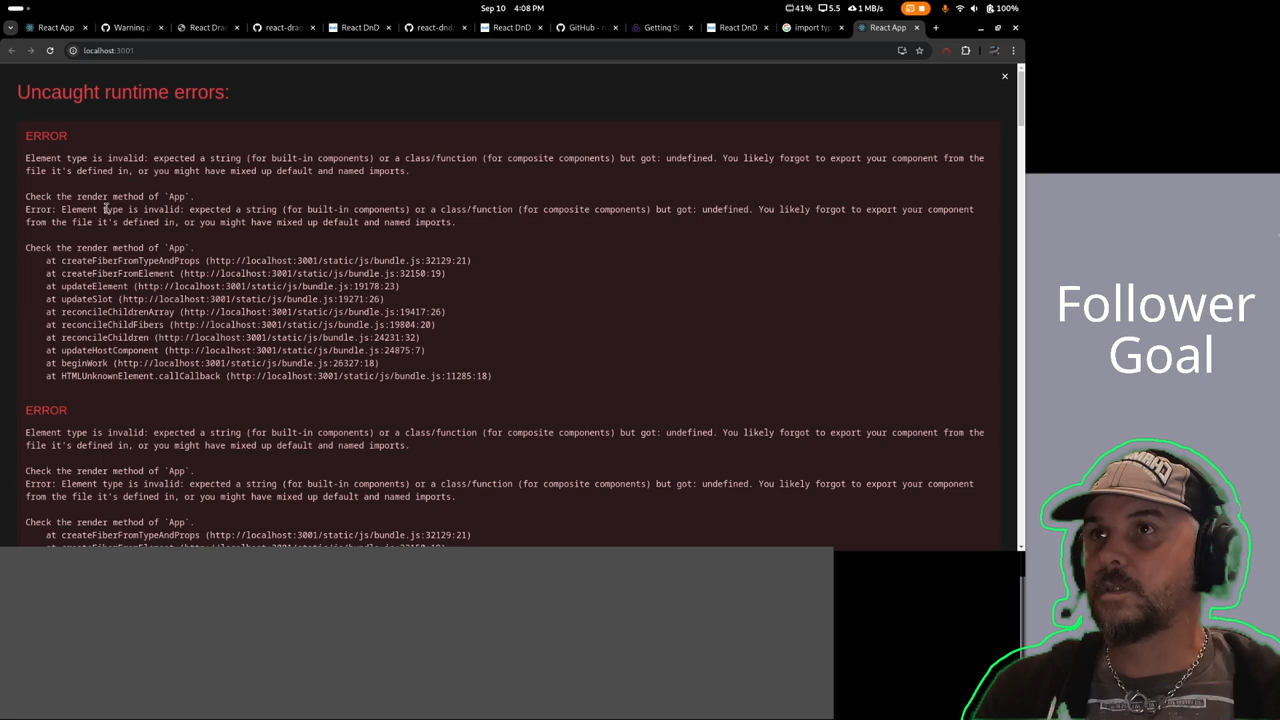 Sep 10 4:08 PM
41% 5.5 1 MB/s 100%
React App
Warning a
React Dra
react-drag
React DnD
react-dnd/
React DnD
GitHub - r
Getting St
React DnD
import typ
React App
localhost:3001
Uncaught runtime errors:
ERROR
Element type is invalid: expected a string (for built-in components) or a class/function (for composite components) but got: undefined. You likely forgot to export your component from the
file it's defined in, or you might have mixed up default and named imports.
Check the render method of `App`.
Error: Element type is invalid: expected a string (for built-in components) or a class/function (for composite components) but got: undefined. You likely forgot to export your component
from the file it's defined in, or you might have mixed up default and named imports.
Check the render method of `App`.
at createFiberFromTypeAndProps (http://localhost:3001/static/js/bundle.js:32129:21)
at createFiberFromElement (http://localhost:3001/static/js/bundle.js:32150:19)
at updateElement (http://localhost:3001/static/js/bundle.js:19178:23)
at updateSlot (http://localhost:3001/static/js/bundle.js:19271:26)
at reconcileChildrenArray (http://localhost:3001/static/js/bundle.js:19417:26)
at reconcileChildFibers (http://localhost:3001/static/js/bundle.js:19804:20)
at reconcileChildren (http://localhost:3001/static/js/bundle.js:24231:32)
at updateHostComponent (http://localhost:3001/static/js/bundle.js:24875:7)
at beginWork (http://localhost:3001/static/js/bundle.js:26327:18)
at HTMLUnknownElement.callCallback (http://localhost:3001/static/js/bundle.js:11285:18)
ERROR
Element type is invalid: expected a string (for built-in components) or a class/function (for composite components) but got: undefined. You likely forgot to export your component from the
file it's defined in, or you might have mixed up default and named imports.
Check the render method of `App`.
Error: Element type is invalid: expected a string (for built-in components) or a class/function (for composite components) but got: undefined. You likely forgot to export your component
from the file it's defined in, or you might have mixed up default and named imports.
Check the render method of `App`.
at createFiberFromTypeAndProps (http://localhost:3001/static/js/bundle.js:32129:21)
Follower
Goal